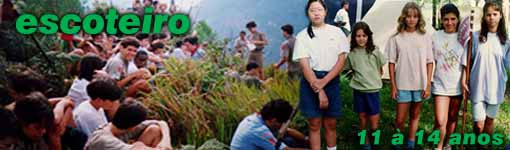 escoteiro
11 à 14 anos